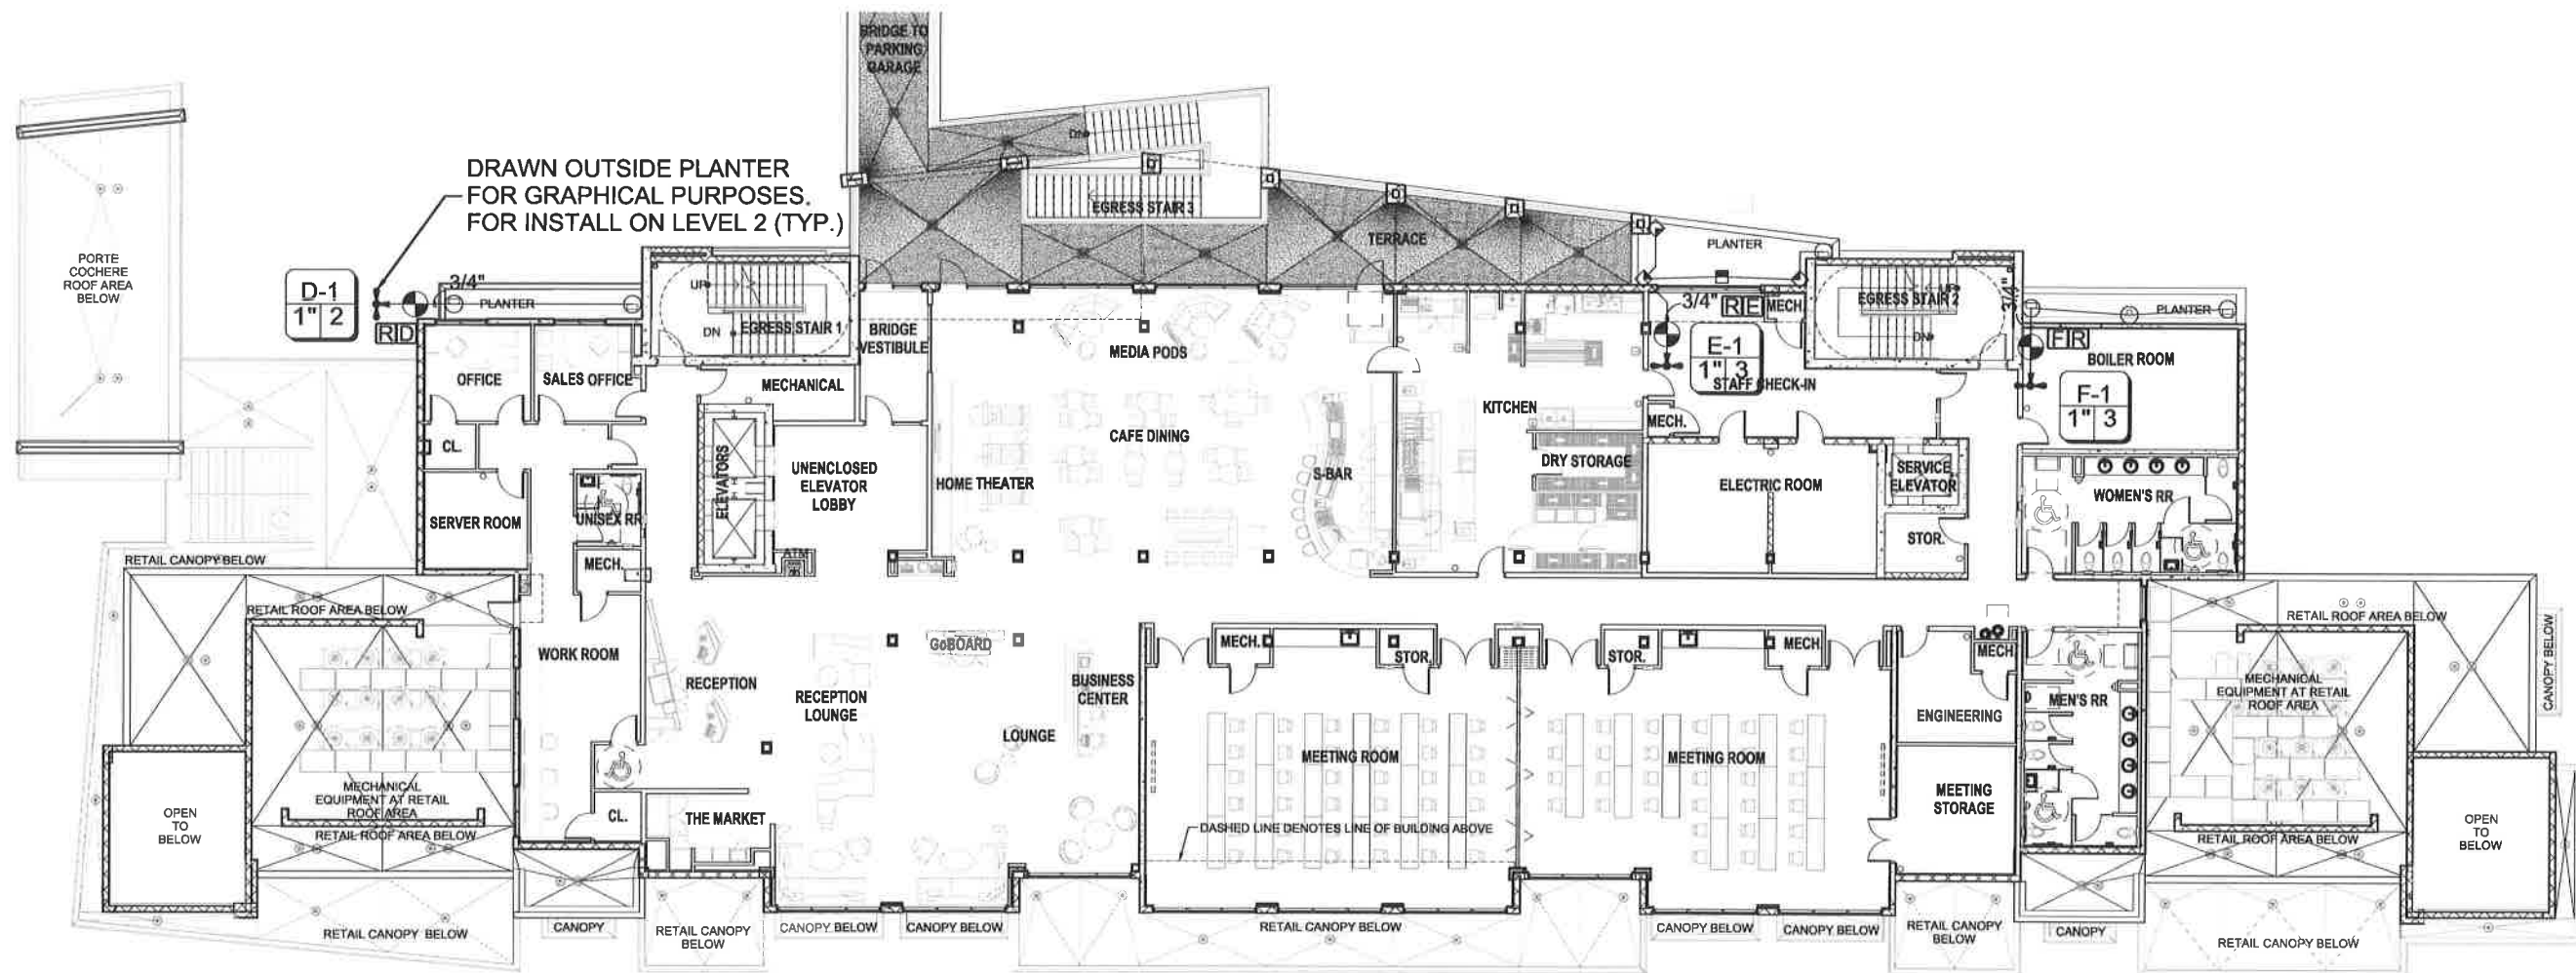 BRIDGE TO
PARKING
GARAGE
DN
DRAWN OUTSIDE PLANTER
FOR GRAPHICAL PURPOSES.
FOR INSTALL ON LEVEL 2 (TYP.)
EGRESS STAIR 3
TERRACE
PLANTER
PORTE
COCHERE
ROOF AREA
BELOW
D-1
1" 2
3/4"
PLANTER
RD
UP
DN
EGRESS STAIR 1
BRIDGE
VESTIBULE
MEDIA PODS
3/4"
RE
MECH.
E-1
1" 3
EGRESS STAIR 2
UP
DN
3/4"
PLANTER
FR
BOILER ROOM
F-1
1" 3
OFFICE
SALES OFFICE
MECHANICAL
STAFF CHECK-IN
KITCHEN
MECH.
CAFE DINING
CL.
ELEVATORS
UNENCLOSED
ELEVATOR
LOBBY
HOME THEATER
S-BAR
DRY STORAGE
ELECTRIC ROOM
SERVICE
ELEVATOR
WOMEN'S RR
SERVER ROOM
UNISEX RR
STOR.
ATM
MECH.
RETAIL CANOPY BELOW
RETAIL ROOF AREA BELOW
RETAIL ROOF AREA BELOW
CANOPY BELOW
WORK ROOM
GoBOARD
MECH.
STOR.
STOR.
MECH.
MECH.
RECEPTION
RECEPTION
LOUNGE
BUSINESS
CENTER
MECHANICAL
EQUIPMENT AT RETAIL
ROOF AREA
MEN'S RR
ENGINEERING
LOUNGE
MEETING ROOM
MEETING ROOM
MECHANICAL
EQUIPMENT AT RETAIL
ROOF AREA
MEETING
STORAGE
OPEN
TO
BELOW
RETAIL ROOF AREA BELOW
CL.
THE MARKET
DASHED LINE DENOTES LINE OF BUILDING ABOVE
RETAIL ROOF AREA BELOW
OPEN
TO
BELOW
RETAIL CANOPY BELOW
CANOPY
RETAIL CANOPY
BELOW
CANOPY BELOW
CANOPY BELOW
RETAIL CANOPY BELOW
CANOPY BELOW
CANOPY BELOW
RETAIL CANOPY
BELOW
CANOPY
RETAIL CANOPY BELOW